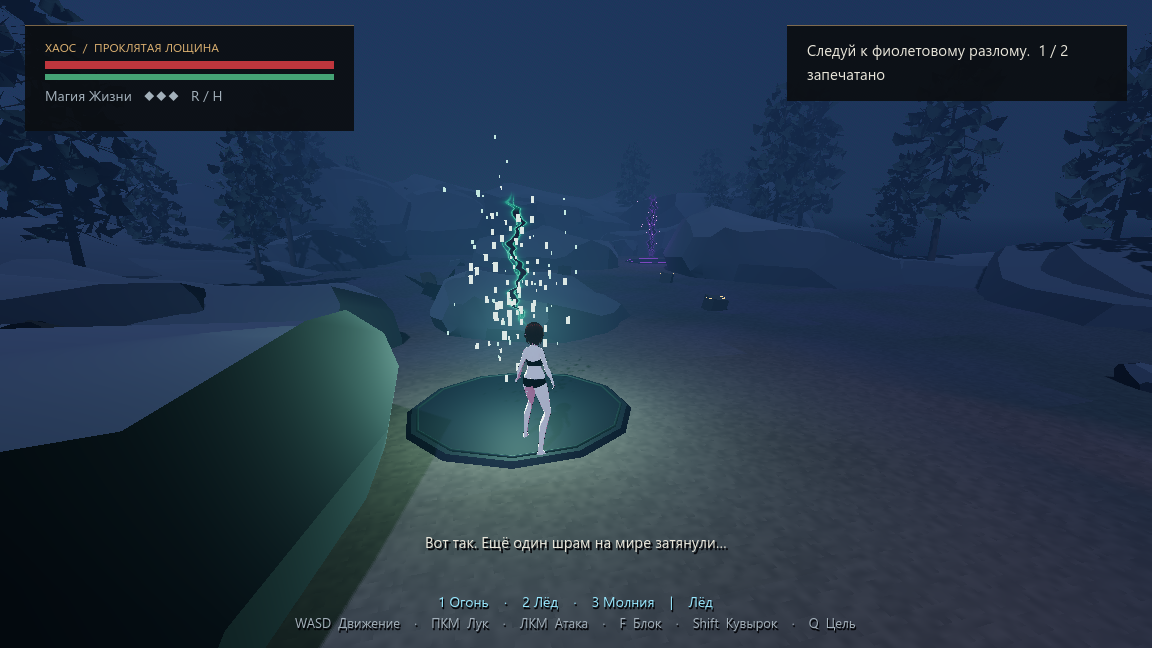 ХАОС / ПРОКЛЯТАЯ ЛОЩИНА
Магия Жизни ◆◆◆ R / H
Следуй к фиолетовому разлому. 1 / 2
запечатано
Вот так. Ещё один шрам на мире затянули...
1 Огонь · 2 Лёд · 3 Молния | Лёд
WASD Движение · ПКМ Лук · ЛКМ Атака · F Блок · Shift Кувырок · Q Цель